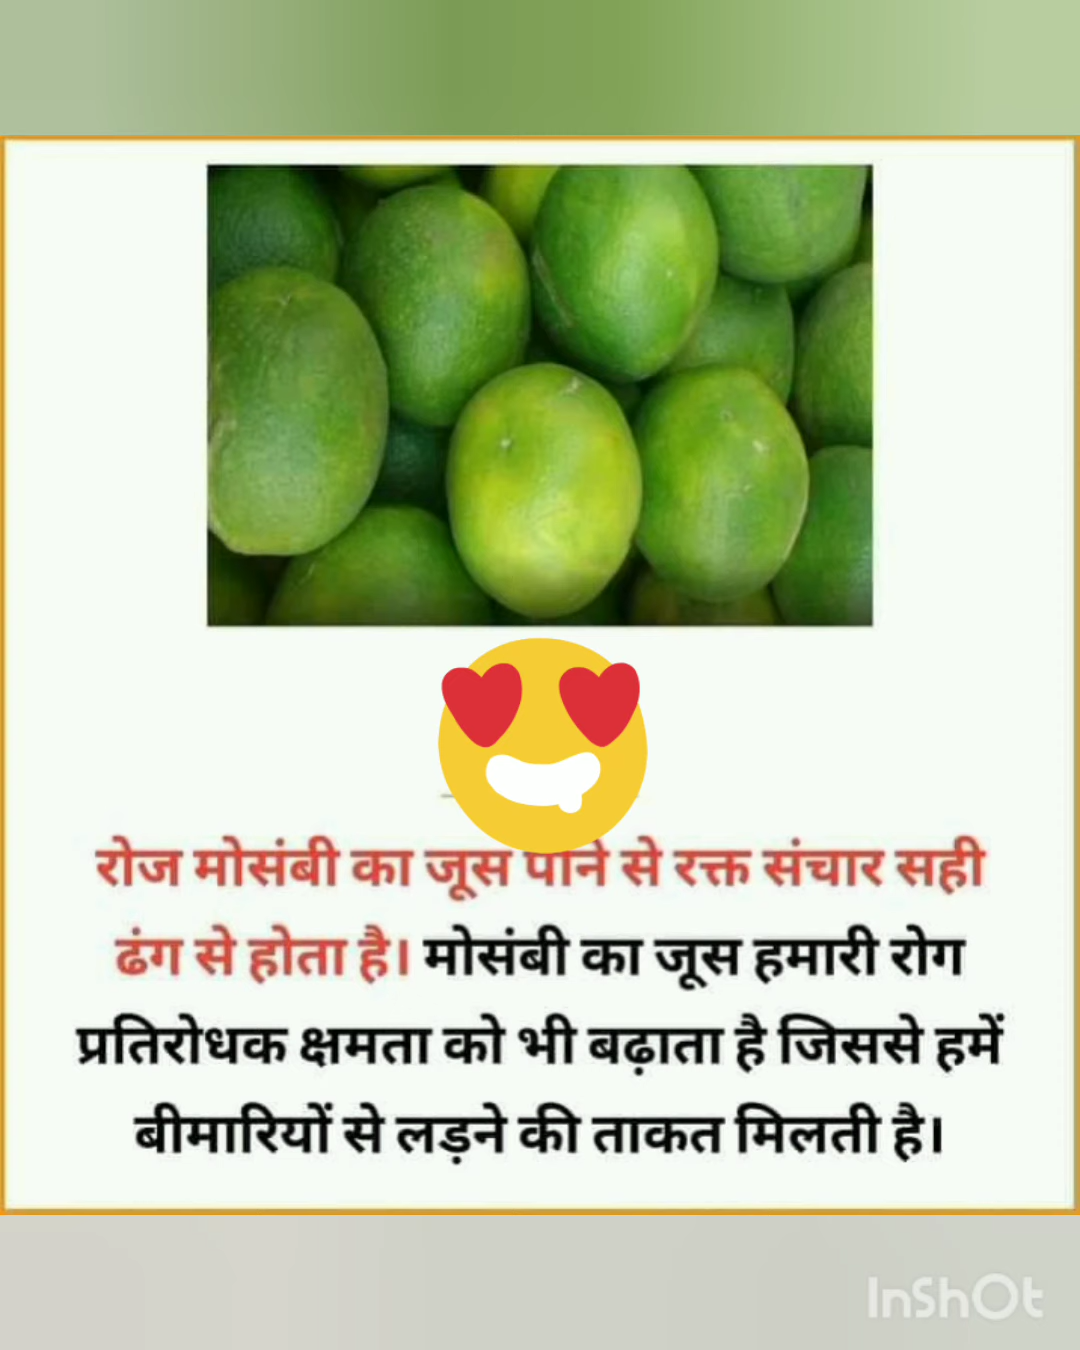 रोज मोसंबी का जूस पीने से रक्त संचार सही
ढंग से होता है। मोसंबी का जूस हमारी रोग
प्रतिरोधक क्षमता को भी बढ़ाता है जिससे हमें
बीमारियों से लड़ने की ताकत मिलती है।
InShOt